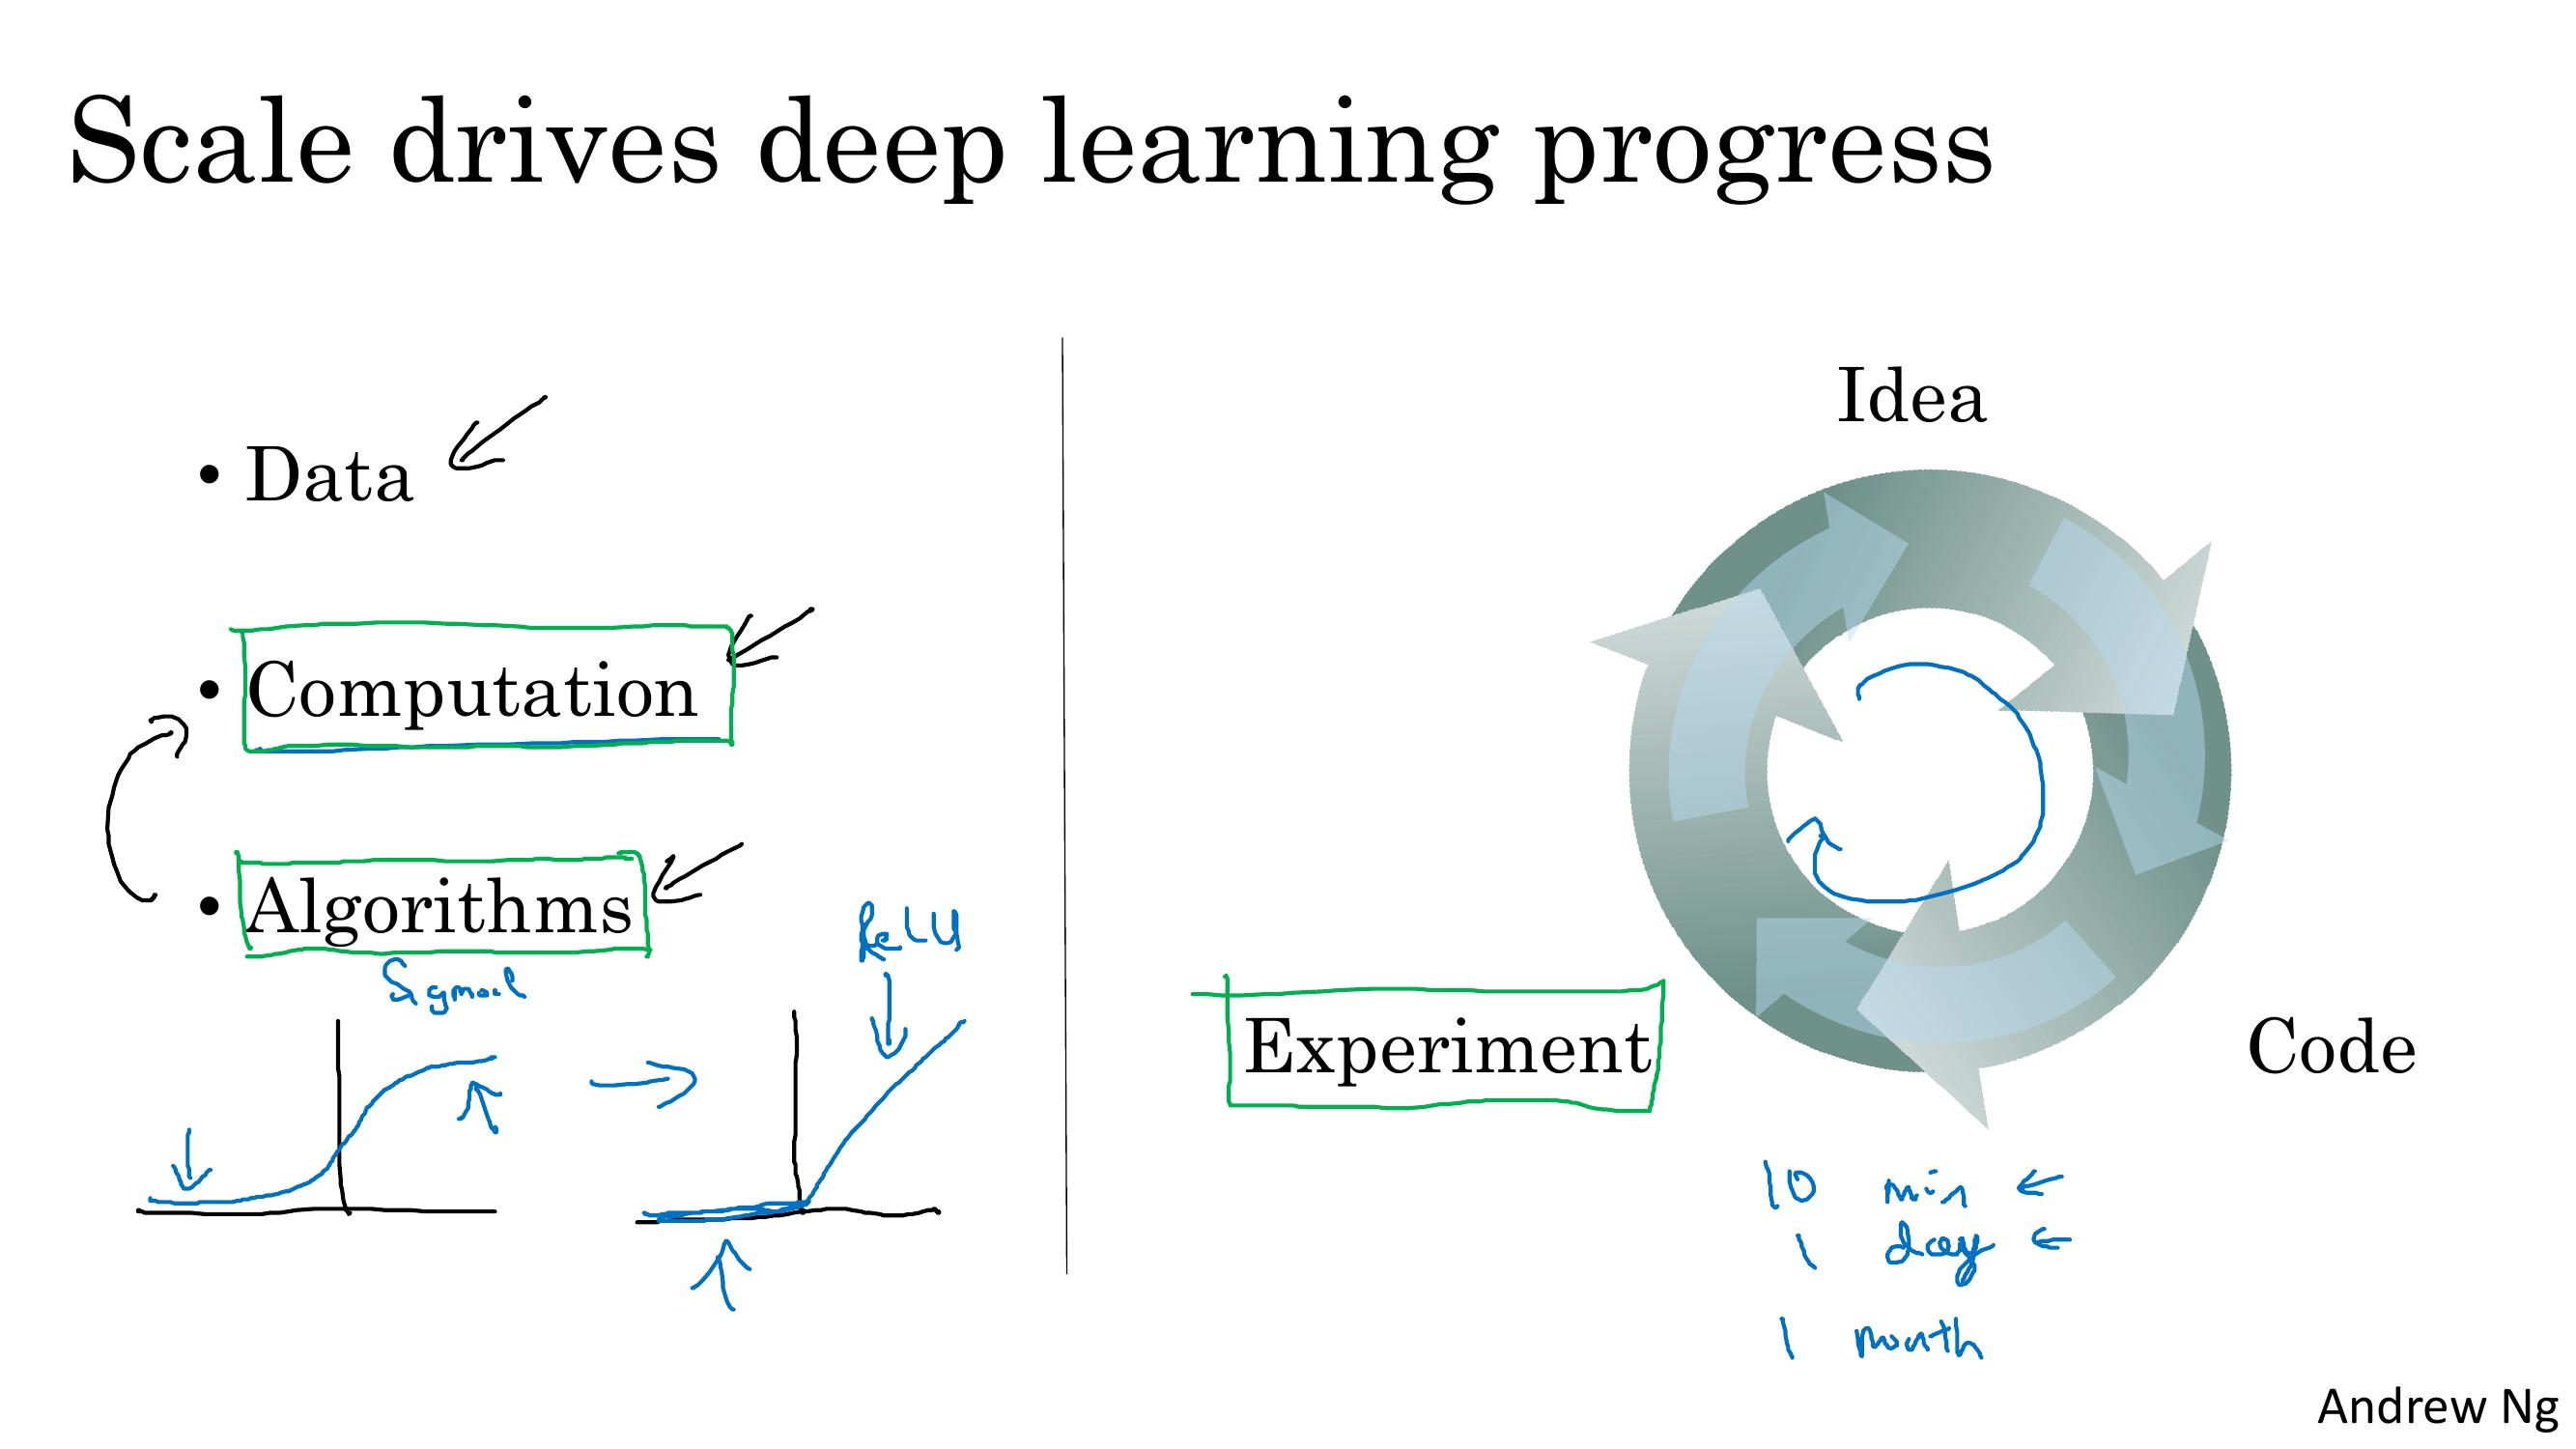 Scale drives deep learning progress
• Data
• Computation
• Algorithms
Sigmoid
ReLU
Idea
Code
Experiment
10 min
1 day
1 month
Andrew Ng